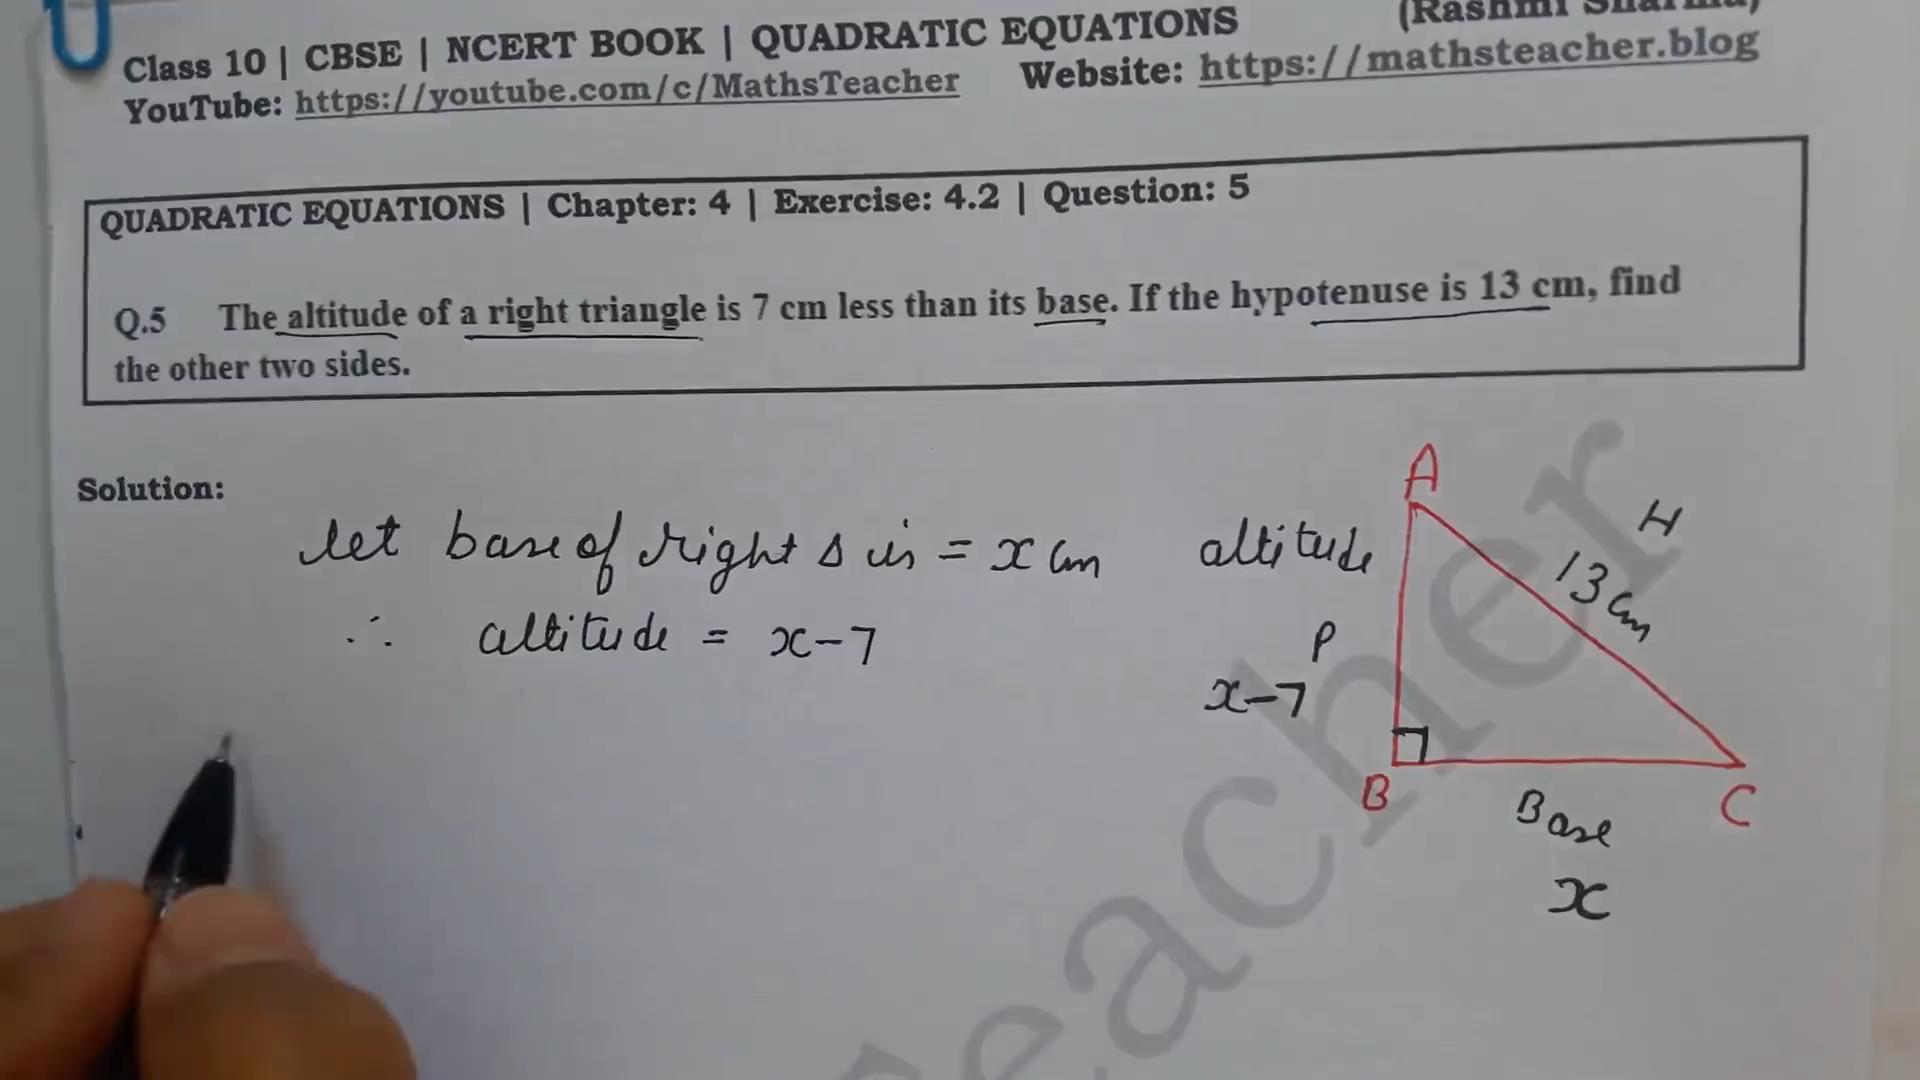 (Rashmi Sharma)
Class 10 | CBSE | NCERT BOOK | QUADRATIC EQUATIONS
YouTube: https://youtube.com/c/MathsTeacher Website: https://mathsteacher.blog
QUADRATIC EQUATIONS | Chapter: 4 | Exercise: 4.2 | Question: 5
Q.5 The altitude of a right triangle is 7 cm less than its base. If the hypotenuse is 13 cm, find
the other two sides.
Solution:
let base of right Δ is = x cm
∴ altitude = x-7
A
H
altitude
13 cm
P
x-7
B
C
Base
x
eacher